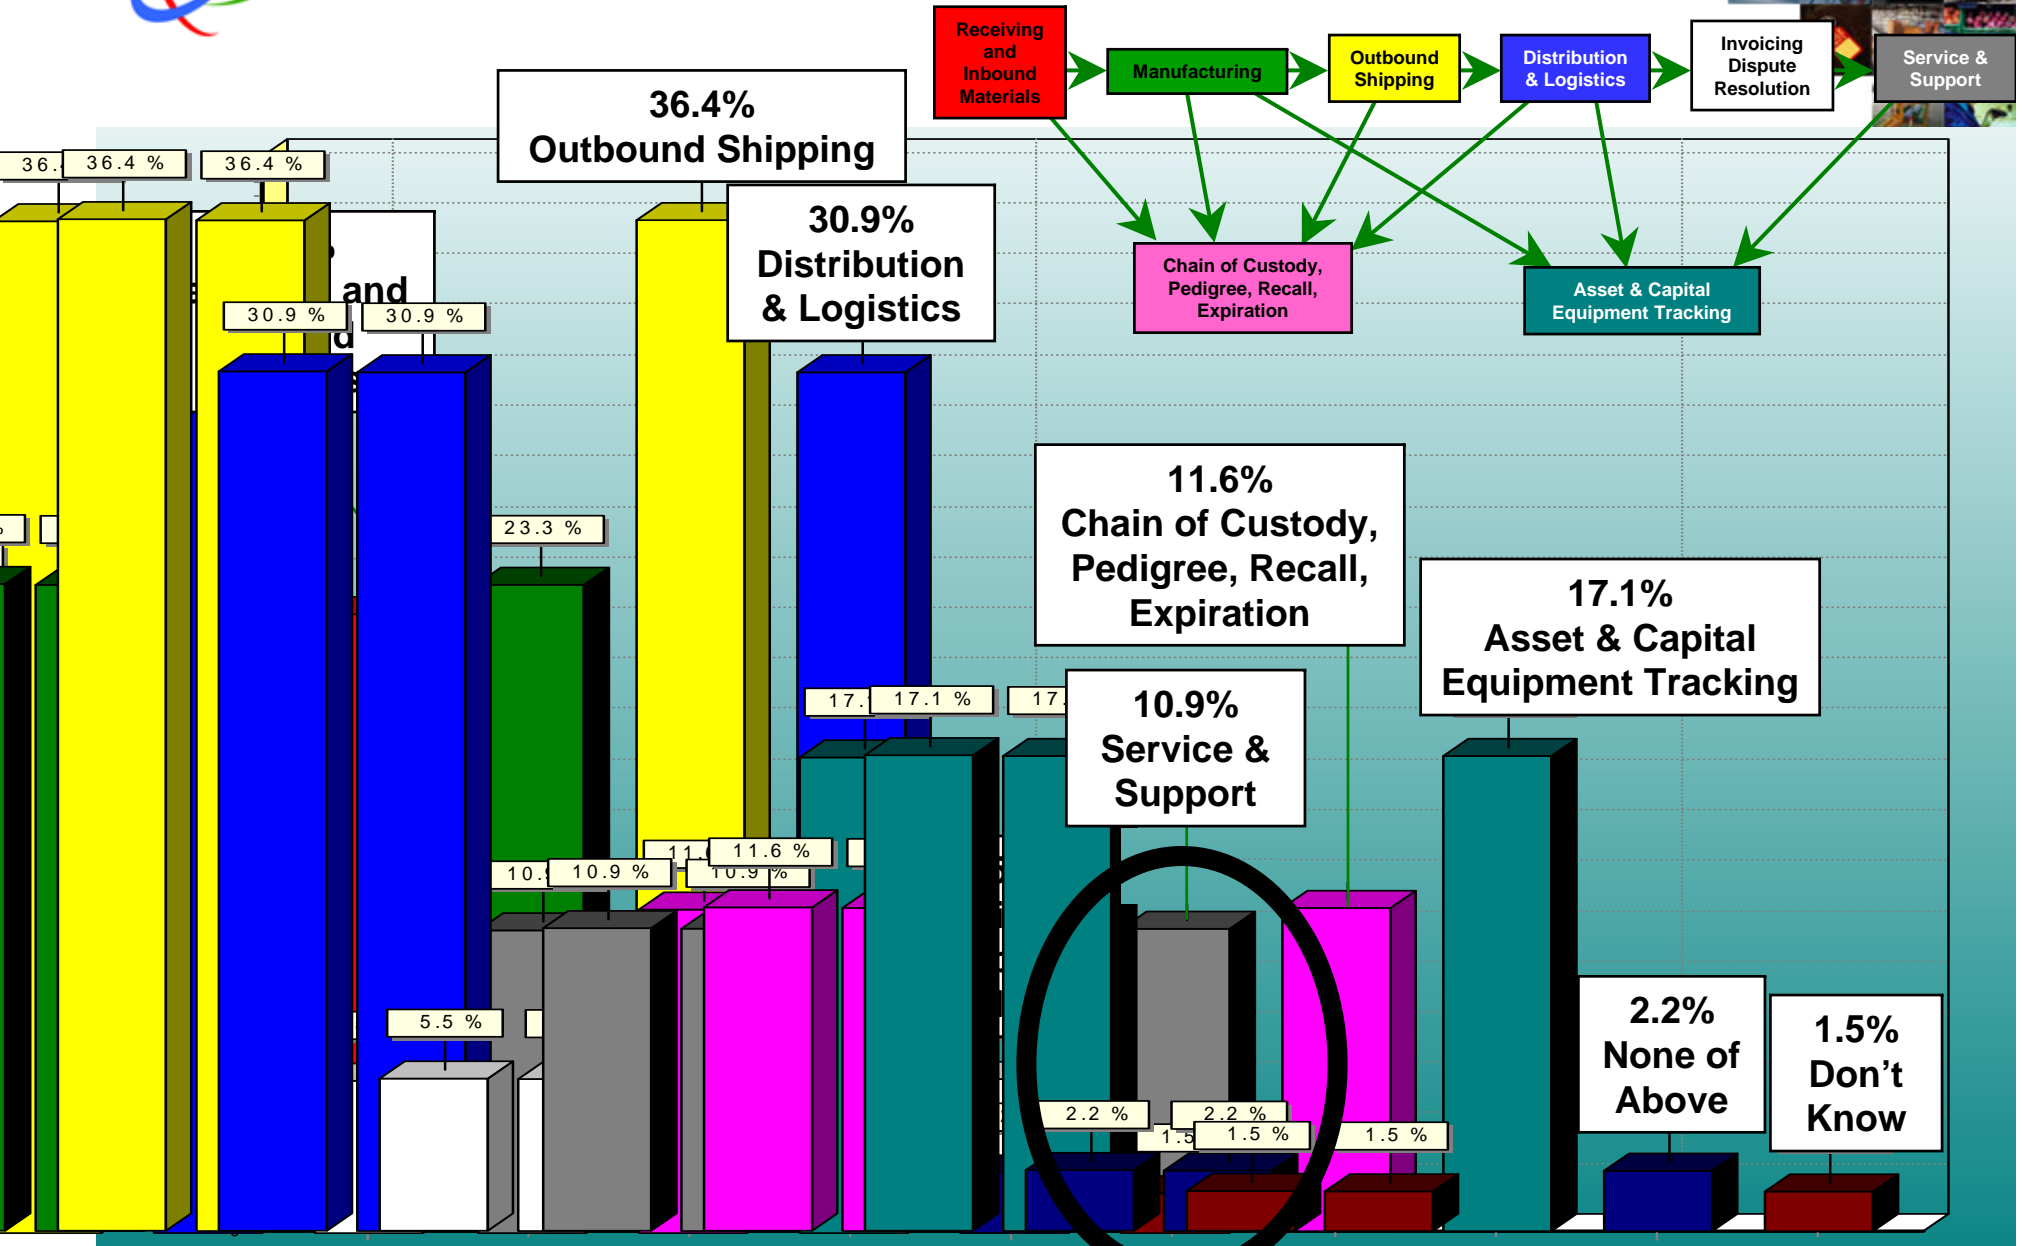 Receiving
and
Inbound
Materials
Manufacturing
Outbound
Shipping
Distribution
& Logistics
Invoicing
Dispute
Resolution
Service &
Support
Chain of Custody,
Pedigree, Recall,
Expiration
Asset & Capital
Equipment Tracking
36.4%
Outbound Shipping
30.9%
Distribution
& Logistics
11.6%
Chain of Custody,
Pedigree, Recall,
Expiration
17.1%
Asset & Capital
Equipment Tracking
10.9%
Service &
Support
2.2%
None of
Above
1.5%
Don't
Know
36.4 %
36.4 %
and
30.9 %
30.9 %
23.3 %
17.1 %
11.6 %
10.9 %
10.9 %
5.5 %
2.2 %
2.2 %
1.5 %
1.5 %